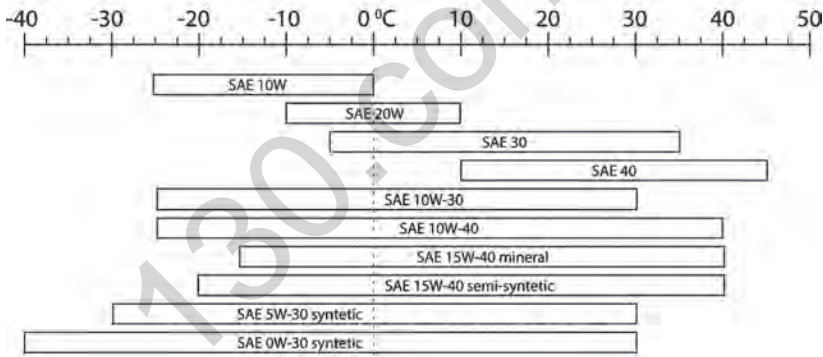 -40 -30 -20 -10 0 °C 10 20 30 40 50
SAE 10W
SAE 20W
SAE 30
SAE 40
SAE 10W-30
SAE 10W-40
SAE 15W-40 mineral
SAE 15W-40 semi-syntetic
SAE 5W-30 syntetic
SAE 0W-30 syntetic
130.com